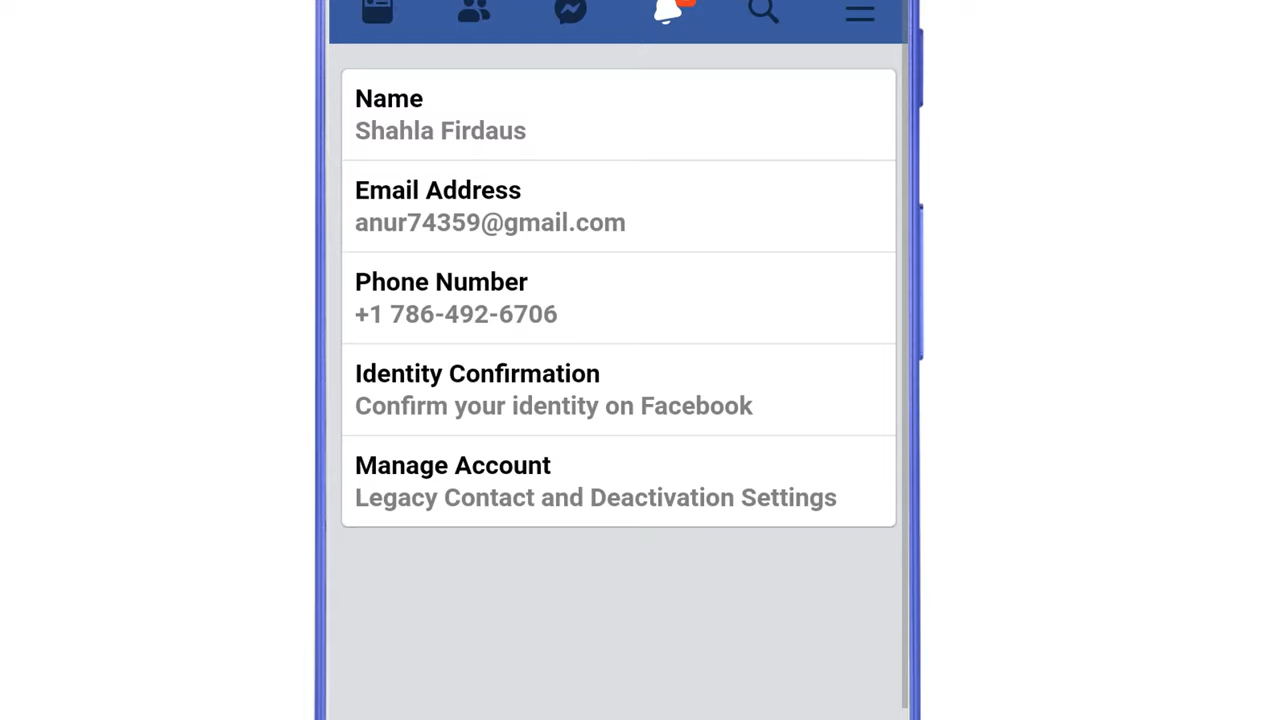 Name
Shahla Firdaus
Email Address
anur74359@gmail.com
Phone Number
+1 786-492-6706
Identity Confirmation
Confirm your identity on Facebook
Manage Account
Legacy Contact and Deactivation Settings